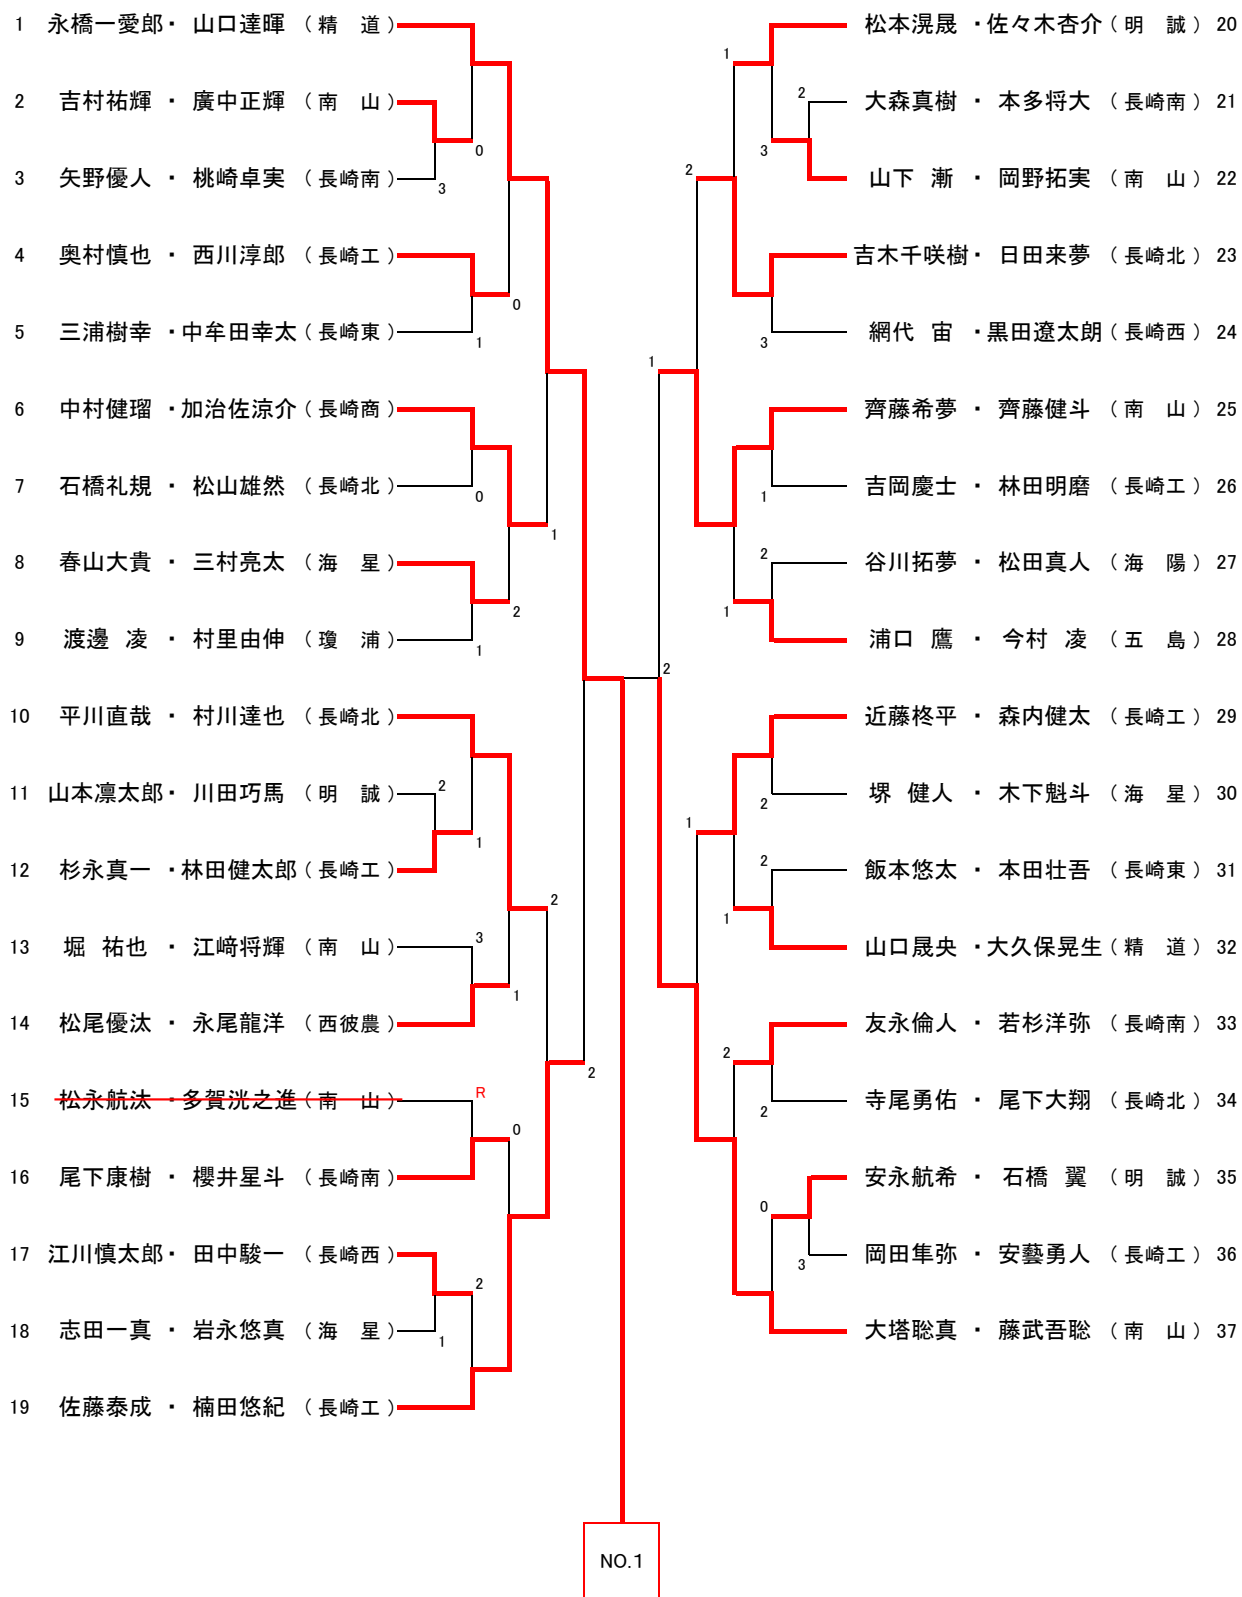 1 永橋一愛郎・ 山口達暉 （ 精　道 ）
2 吉村祐輝 ・ 廣中正輝 （ 南　山 ）
0
3 矢野優人 ・ 桃崎卓実 （ 長崎南 ）
3
4 奥村慎也 ・ 西川淳郎 （ 長崎工 ）
0
5 三浦樹幸 ・中牟田幸太（ 長崎東 ）
1
6 中村健瑠 ・加治佐涼介（ 長崎商 ）
7 石橋礼規 ・ 松山雄然 （ 長崎北 ）
0
1
8 春山大貴 ・ 三村亮太 （ 海　星 ）
2
9 渡邊　凌 ・ 村里由伸 （ 瓊　浦 ）
1
10 平川直哉 ・ 村川達也 （ 長崎北 ）
2
11 山本凛太郎・ 川田巧馬 （ 明　誠 ）
1
12 杉永真一 ・林田健太郎（ 長崎工 ）
2
3
13 堀　祐也 ・ 江﨑将輝 （ 南　山 ）
1
14 松尾優汰 ・ 永尾龍洋 （ 西彼農 ）
2
R
15 松永航汰 ・多賀洸之進（ 南　山 ）
0
16 尾下康樹 ・ 櫻井星斗 （ 長崎南 ）
17 江川慎太郎・ 田中駿一 （ 長崎西 ）
2
18 志田一真 ・ 岩永悠真 （ 海　星 ）
1
19 佐藤泰成 ・ 楠田悠紀 （ 長崎工 ）
松本滉晟 ・佐々木杏介（ 明　誠 ） 20
1
2
大森真樹 ・ 本多将大 （ 長崎南 ） 21
3
2
山下　漸 ・ 岡野拓実 （ 南　山 ） 22
吉木千咲樹・ 日田来夢 （ 長崎北 ） 23
網代　宙 ・黒田遼太朗（ 長崎西 ） 24
3
1
齊藤希夢 ・ 齊藤健斗 （ 南　山 ） 25
吉岡慶士 ・ 林田明磨 （ 長崎工 ） 26
1
2
谷川拓夢 ・ 松田真人 （ 海　陽 ） 27
1
浦口　鷹 ・ 今村　凌 （ 五　島 ） 28
2
近藤柊平 ・ 森内健太 （ 長崎工 ） 29
堺　健人 ・ 木下魁斗 （ 海　星 ） 30
2
1
2
飯本悠太 ・ 本田壮吾 （ 長崎東 ） 31
1
山口晟央 ・大久保晃生（ 精　道 ） 32
友永倫人 ・ 若杉洋弥 （ 長崎南 ） 33
2
寺尾勇佑 ・ 尾下大翔 （ 長崎北 ） 34
2
安永航希 ・ 石橋　翼 （ 明　誠 ） 35
0
岡田隼弥 ・ 安藝勇人 （ 長崎工 ） 36
3
大塔聡真 ・ 藤武吾聡 （ 南　山 ） 37
NO.1